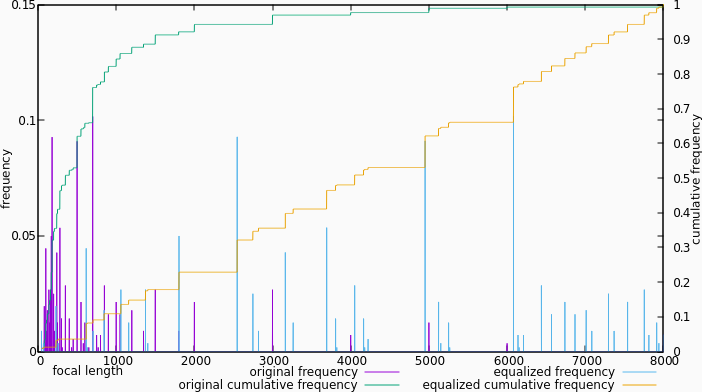 0.15
0.1
0.05
0
frequency
1
0.9
0.8
0.7
0.6
0.5
0.4
0.3
0.2
0.1
0
cumulative frequency
0 1000 2000 3000 4000 5000 6000 7000 8000
focal length
original frequency
original cumulative frequency
equalized frequency
equalized cumulative frequency